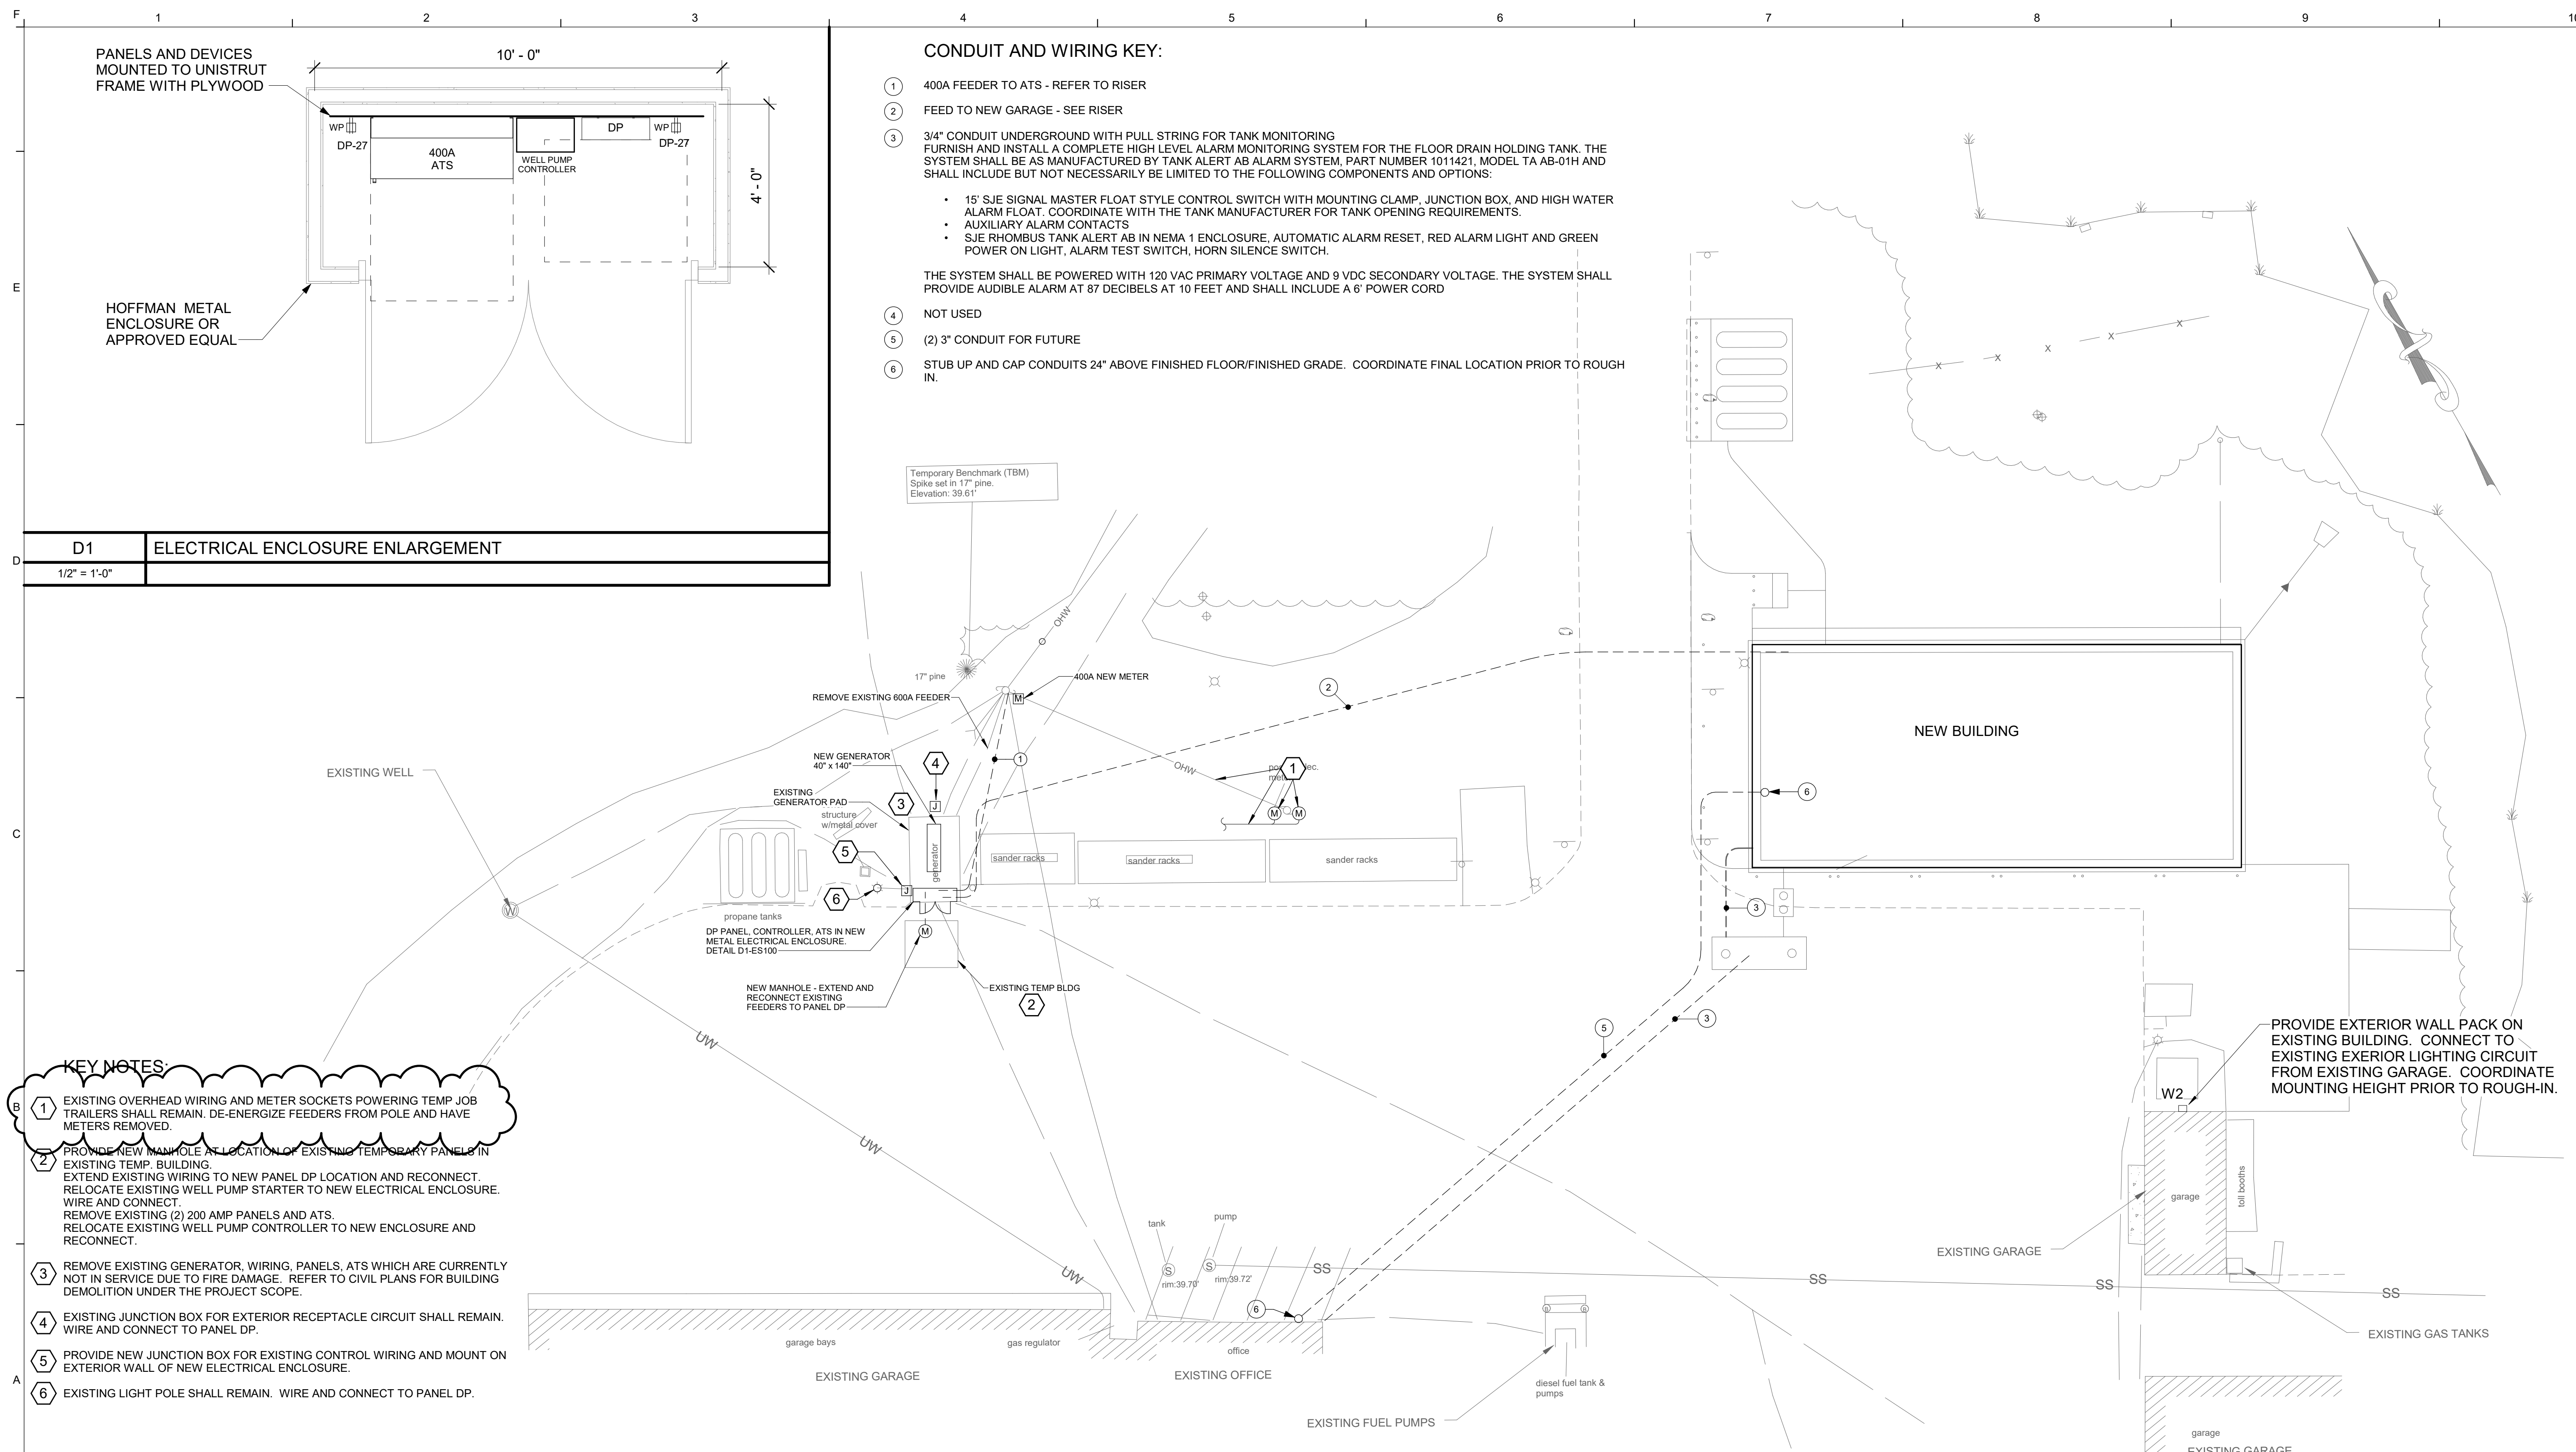 F
1
2
3
4
5
6
7
8
9
10
PANELS AND DEVICES
MOUNTED TO UNISTRUT
FRAME WITH PLYWOOD
10' - 0"
WP
DP-27
400A
ATS
WELL PUMP
CONTROLLER
DP
WP
DP-27
4' - 0"
HOFFMAN METAL
ENCLOSURE OR
APPROVED EQUAL
D1
ELECTRICAL ENCLOSURE ENLARGEMENT
1/2" = 1'-0"
E
D
C
B
A
CONDUIT AND WIRING KEY:
1 400A FEEDER TO ATS - REFER TO RISER
2 FEED TO NEW GARAGE - SEE RISER
3 3/4" CONDUIT UNDERGROUND WITH PULL STRING FOR TANK MONITORING
FURNISH AND INSTALL A COMPLETE HIGH LEVEL ALARM MONITORING SYSTEM FOR THE FLOOR DRAIN HOLDING TANK. THE
SYSTEM SHALL BE AS MANUFACTURED BY TANK ALERT AB ALARM SYSTEM, PART NUMBER 1011421, MODEL TA AB-01H AND
SHALL INCLUDE BUT NOT NECESSARILY BE LIMITED TO THE FOLLOWING COMPONENTS AND OPTIONS:
• 15' SJE SIGNAL MASTER FLOAT STYLE CONTROL SWITCH WITH MOUNTING CLAMP, JUNCTION BOX, AND HIGH WATER
ALARM FLOAT. COORDINATE WITH THE TANK MANUFACTURER FOR TANK OPENING REQUIREMENTS.
• AUXILIARY ALARM CONTACTS
• SJE RHOMBUS TANK ALERT AB IN NEMA 1 ENCLOSURE, AUTOMATIC ALARM RESET, RED ALARM LIGHT AND GREEN
POWER ON LIGHT, ALARM TEST SWITCH, HORN SILENCE SWITCH.
THE SYSTEM SHALL BE POWERED WITH 120 VAC PRIMARY VOLTAGE AND 9 VDC SECONDARY VOLTAGE. THE SYSTEM SHALL
PROVIDE AUDIBLE ALARM AT 87 DECIBELS AT 10 FEET AND SHALL INCLUDE A 6' POWER CORD
4 NOT USED
5 (2) 3" CONDUIT FOR FUTURE
6 STUB UP AND CAP CONDUITS 24" ABOVE FINISHED FLOOR/FINISHED GRADE. COORDINATE FINAL LOCATION PRIOR TO ROUGH
IN.
X
X
X
X
X
Temporary Benchmark (TBM)
Spike set in 17" pine.
Elevation: 39.61'
OHW
17" pine
400A NEW METER
M
REMOVE EXISTING 600A FEEDER
2
NEW BUILDING
NEW GENERATOR
40" x 140"
4
1
OHW
1
M
M
EXISTING WELL
EXISTING
GENERATOR PAD
3
J
structure
w/metal cover
5
generator
sander racks
sander racks
sander racks
6
J
6
W
propane tanks
M
3
DP PANEL, CONTROLLER, ATS IN NEW
METAL ELECTRICAL ENCLOSURE.
DETAIL D1-ES100
NEW MANHOLE - EXTEND AND
RECONNECT EXISTING
FEEDERS TO PANEL DP
EXISTING TEMP BLDG
2
UW
UW
UW
5
3
PROVIDE EXTERIOR WALL PACK ON
EXISTING BUILDING. CONNECT TO
EXISTING EXERIOR LIGHTING CIRCUIT
FROM EXISTING GARAGE. COORDINATE
MOUNTING HEIGHT PRIOR TO ROUGH-IN.
W2
garage
toll booths
EXISTING GARAGE
KEY NOTES:
1 EXISTING OVERHEAD WIRING AND METER SOCKETS POWERING TEMP JOB
TRAILERS SHALL REMAIN. DE-ENERGIZE FEEDERS FROM POLE AND HAVE
METERS REMOVED.
2 PROVIDE NEW MANHOLE AT LOCATION OF EXISTING TEMPORARY PANELS IN
EXISTING TEMP. BUILDING.
EXTEND EXISTING WIRING TO NEW PANEL DP LOCATION AND RECONNECT.
RELOCATE EXISTING WELL PUMP STARTER TO NEW ELECTRICAL ENCLOSURE.
WIRE AND CONNECT.
REMOVE EXISTING (2) 200 AMP PANELS AND ATS.
RELOCATE EXISTING WELL PUMP CONTROLLER TO NEW ENCLOSURE AND
RECONNECT.
3 REMOVE EXISTING GENERATOR, WIRING, PANELS, ATS WHICH ARE CURRENTLY
NOT IN SERVICE DUE TO FIRE DAMAGE. REFER TO CIVIL PLANS FOR BUILDING
DEMOLITION UNDER THE PROJECT SCOPE.
4 EXISTING JUNCTION BOX FOR EXTERIOR RECEPTACLE CIRCUIT SHALL REMAIN.
WIRE AND CONNECT TO PANEL DP.
5 PROVIDE NEW JUNCTION BOX FOR EXISTING CONTROL WIRING AND MOUNT ON
EXTERIOR WALL OF NEW ELECTRICAL ENCLOSURE.
6 EXISTING LIGHT POLE SHALL REMAIN. WIRE AND CONNECT TO PANEL DP.
tank
pump
S
S
rim:39.70'
rim:39.72'
SS
SS
SS
SS
6
garage bays
gas regulator
office
EXISTING GARAGE
EXISTING OFFICE
diesel fuel tank &
pumps
EXISTING FUEL PUMPS
EXISTING GAS TANKS
garage
EXISTING GARAGE